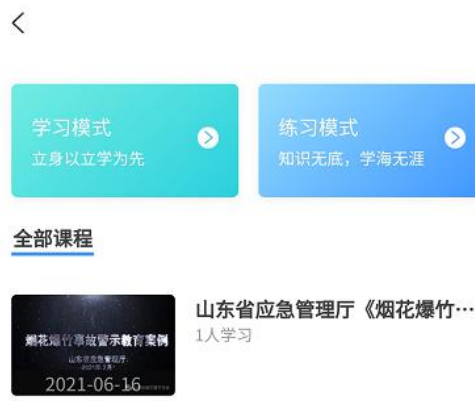 学习模式
立身以立学为先
练习模式
知识无底，学海无涯
全部课程
山东省应急管理厅《烟花爆竹…
1人学习
烟花爆竹事故警示教育案例
山东省应急管理厅
2021-06-16